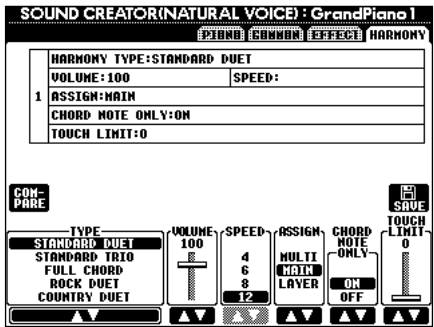 SOUND CREATOR(NATURAL VOICE) : GrandPiano1
PIANO COMMON EFFECT HARMONY
HARMONY TYPE:STANDARD DUET
VOLUME:100 SPEED:
1 ASSIGN:MAIN
CHORD NOTE ONLY:ON
TOUCH LIMIT:0
COM-
PARE
SAVE
TYPE
STANDARD DUET
STANDARD TRIO
FULL CHORD
ROCK DUET
COUNTRY DUET
VOLUME
100
SPEED
4
6
8
12
ASSIGN
MULTI
MAIN
LAYER
CHORD
NOTE
ONLY
ON
OFF
TOUCH
LIMIT
0